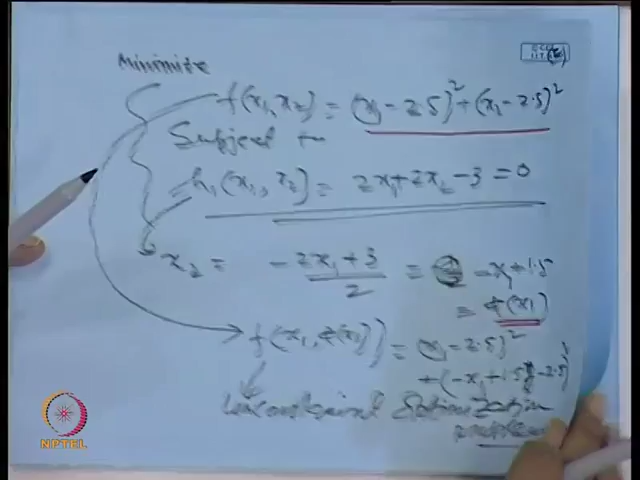 Minimize
f(x₁, x₂) = (x₁ - 2.5)² + (x₂ - 2.5)²
Subject to
h₁(x₁, x₂) = 2x₁ + 2x₂ - 3 = 0
x₂ = -2x₁ + 3 / 2 = -x₁ + 1.5
= φ(x₁)
f(x₁, φ(x₁)) = (x₁ - 2.5)²
+ (-x₁ + 1.5 - 2.5)²
Unconstrained Optimization
problem
NPTEL